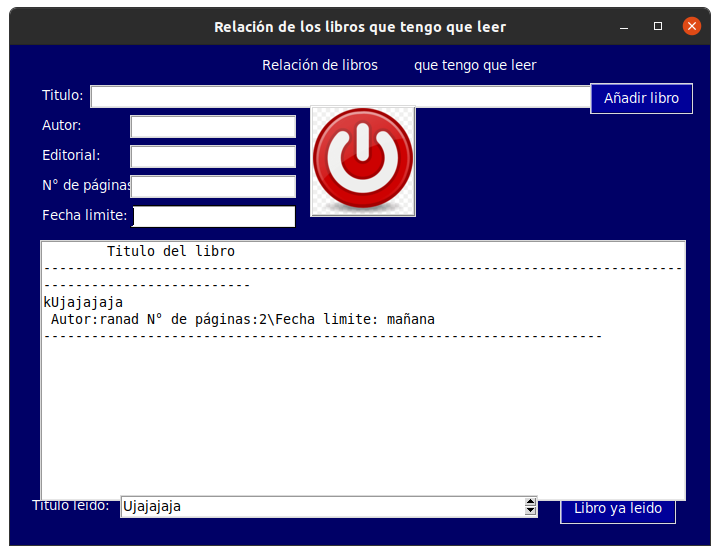 Relación de los libros que tengo que leer
Relación de libros que tengo que leer
Titulo: Añadir libro
Autor:
Editorial:
N° de páginas
Fecha limite:
Titulo del libro
--------------------------------------------------------------------------------
--------------------------
kUjajajaja
Autor:ranad N° de páginas:2\Fecha limite: mañana
----------------------------------------------------------------------
Titulo leido: Ujajajaja Libro ya leido